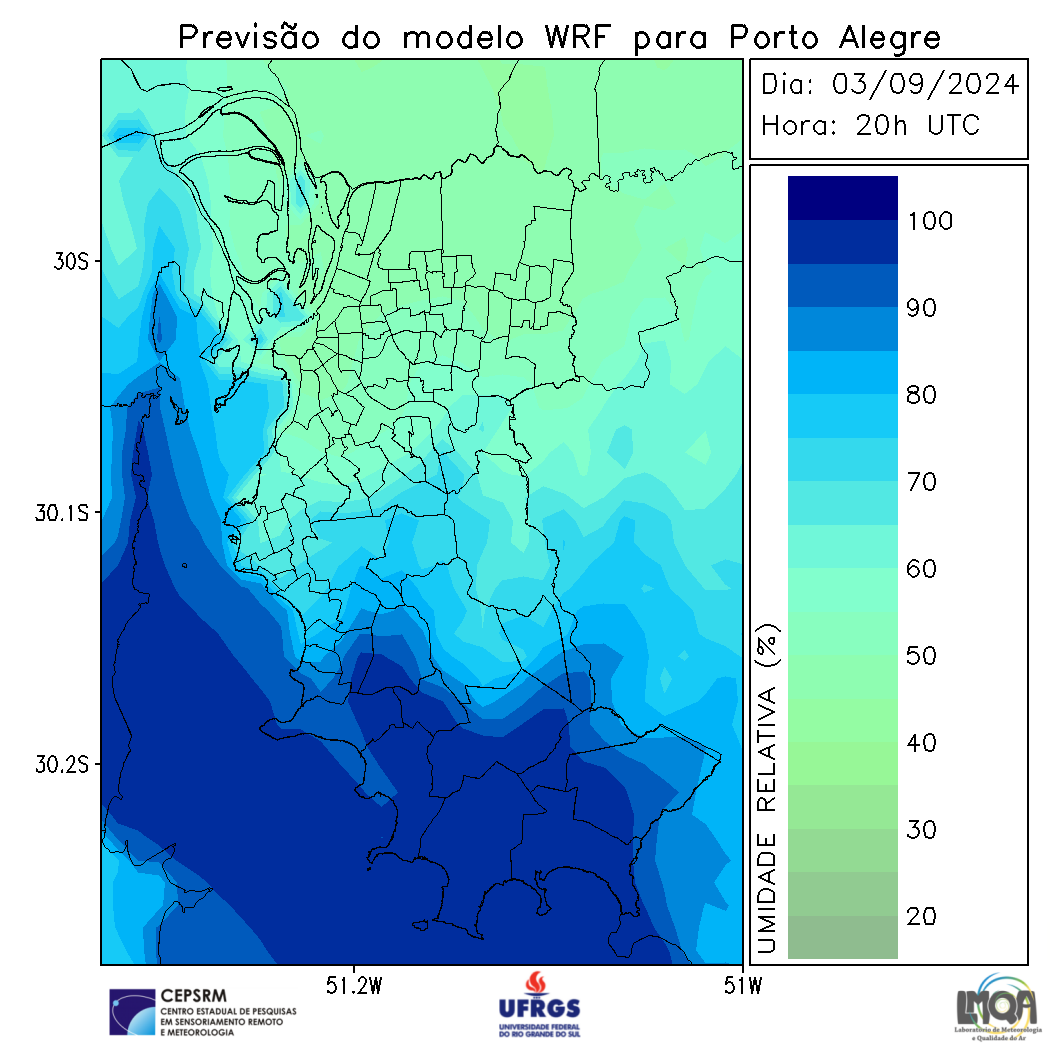 Previsão do modelo WRF para Porto Alegre
Dia: 03/09/2024
Hora: 20h UTC
30S
30.1S
30.2S
51.2W
51W
UMIDADE RELATIVA (%)
100
90
80
70
60
50
40
30
20
CEPSRM
CENTRO ESTADUAL DE PESQUISAS
EM SENSORIAMENTO REMOTO
E METEOROLOGIA
UFRGS
UNIVERSIDADE FEDERAL
DO RIO GRANDE DO SUL
LMQA
Laboratório de Meteorologia
e Qualidade do Ar